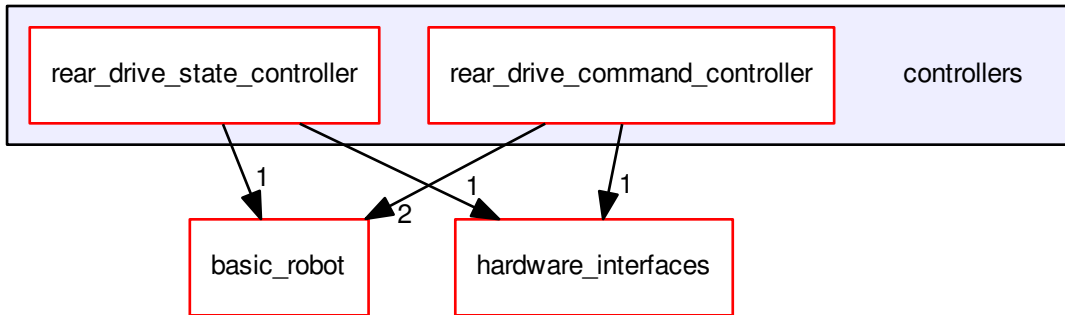 rear_drive_state_controller
rear_drive_command_controller
controllers
1
1
1
2
basic_robot
hardware_interfaces